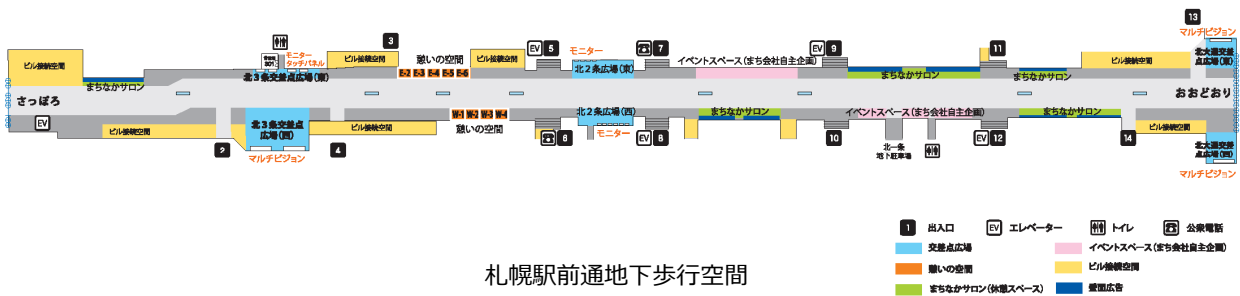 13
マルチビジョン
北大通交差
点広場(東)
ビル接続空間
モニター
タッチパネル
3
ビル接続空間
憩いの空間
ビル接続空間
EV 5
モニター
7
EV 9
11
ビル接続空間
北3条交差点広場(東)
E-2 E-3 E-4 E-5 E-6
北2条広場(東)
イベントスペース(まち会社自主企画)
まちなかサロン
まちなかサロン
まちなかサロン
さっぽろ
おおどおり
EV
ビル接続空間
北3条交差点
広場(西)
ビル接続空間
W-1 W-2 W-3 W-4
憩いの空間
北2条広場(西)
まちなかサロン
イベントスペース(まち会社自主企画)
まちなかサロン
ビル接続空間
2
マルチビジョン
4
6
モニター
EV 8
10
北一条
地下駐車場
EV 12
14
北大通交差
点広場(西)
マルチビジョン
1 出入口
EV エレベーター
トイレ
公衆電話
交差点広場
イベントスペース(まち会社自主企画)
憩いの空間
ビル接続空間
まちなかサロン(休憩スペース)
壁面広告
札幌駅前通地下歩行空間